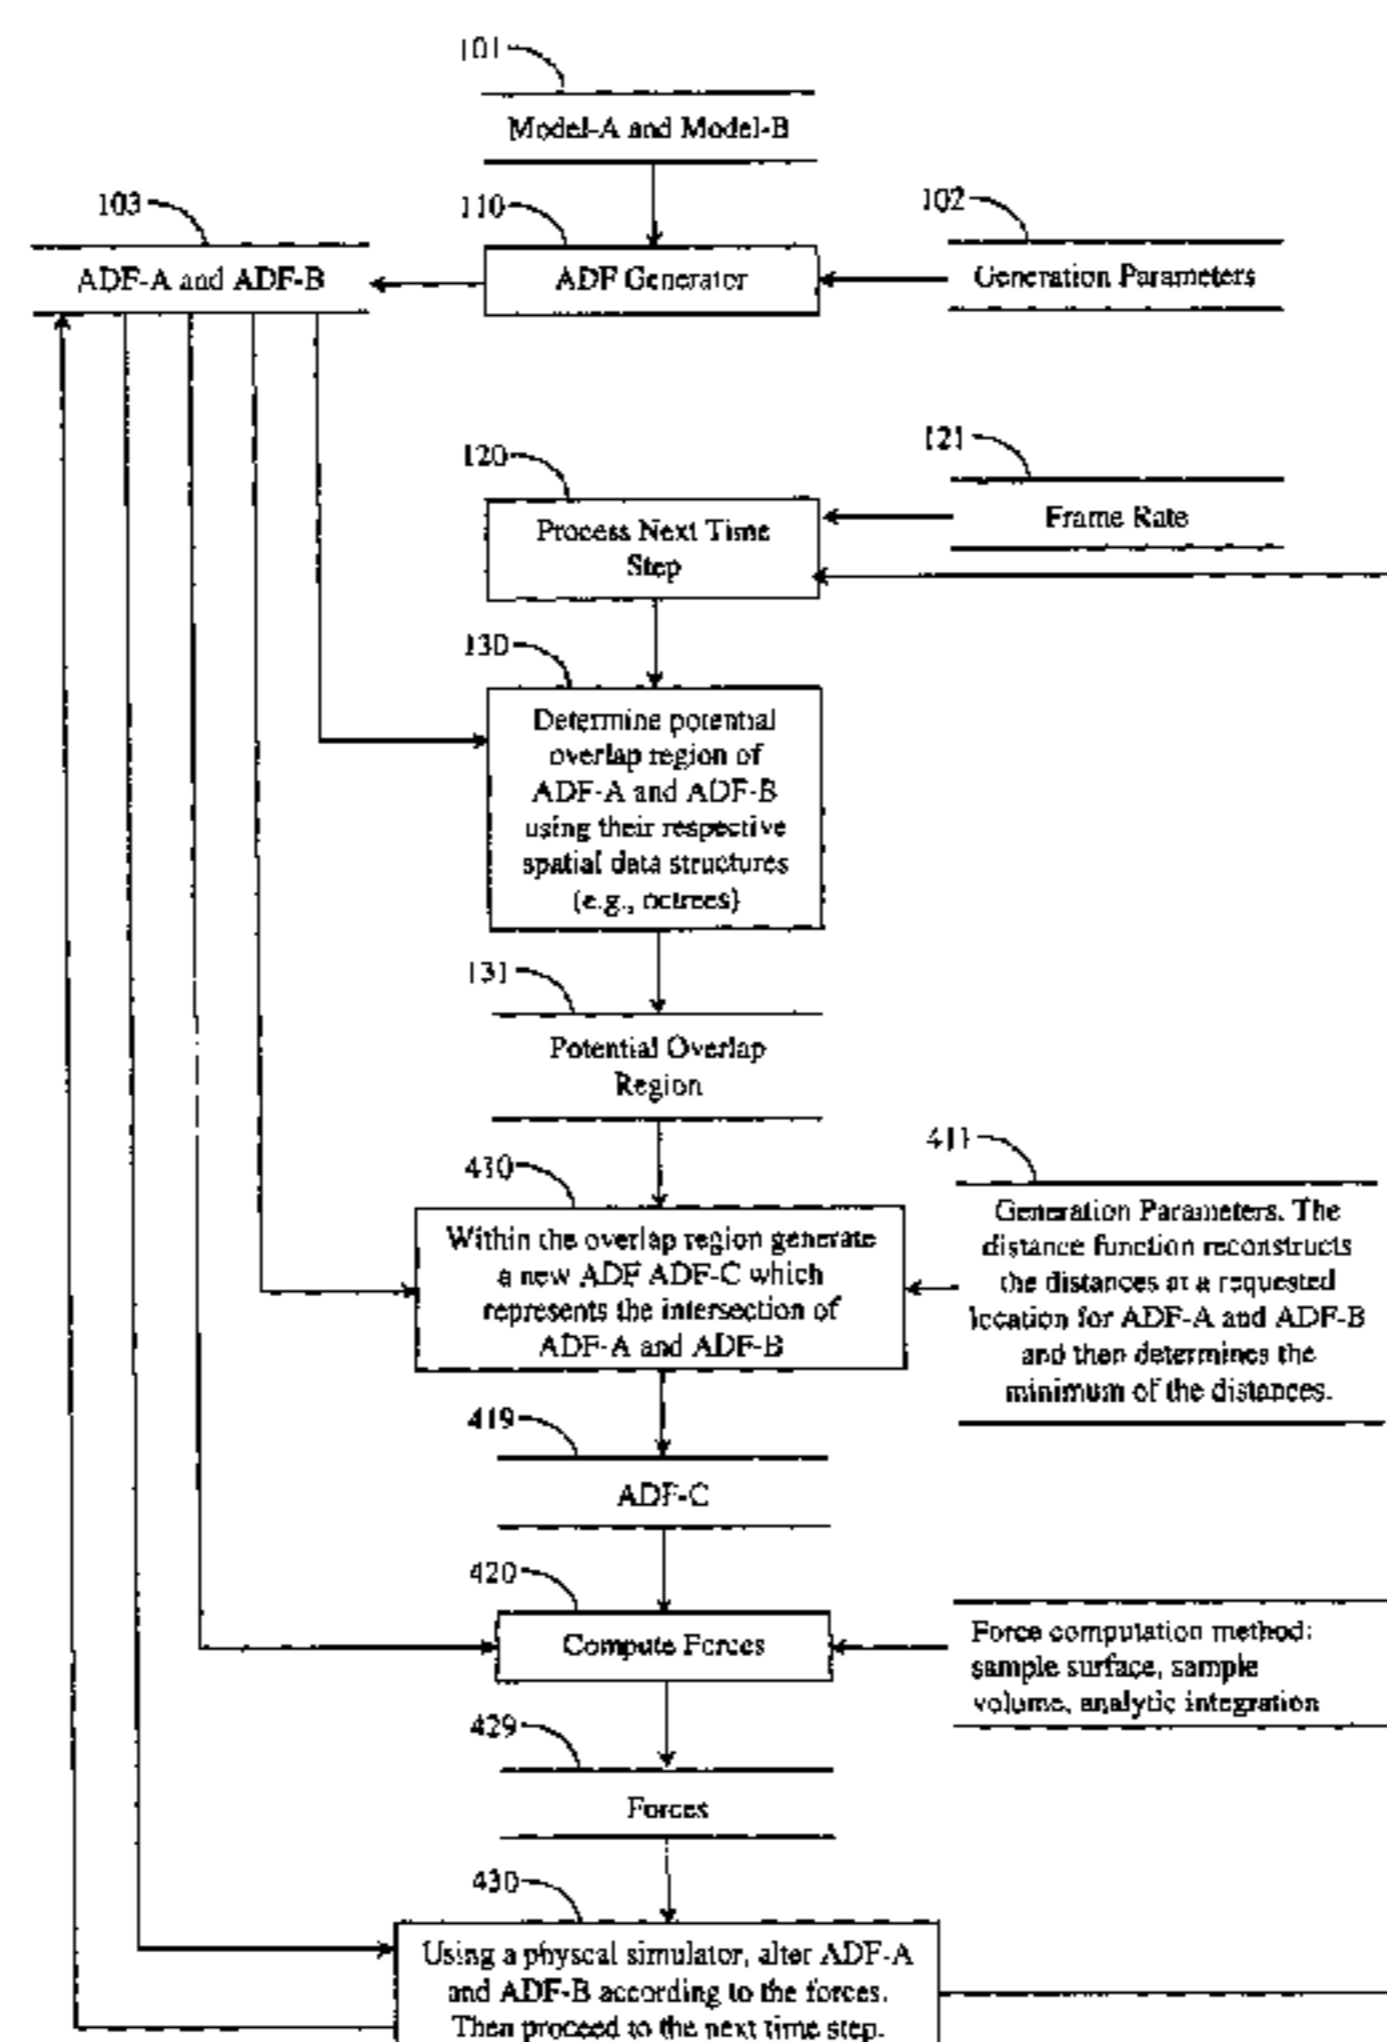 101
Model-A and Model-B
103
110
102
ADF-A and ADF-B
ADF Generator
Generation Parameters
120
121
Process Next Time
Step
Frame Rate
130
Determine potential
overlap region of
ADF-A and ADF-B
using their respective
spatial data structures
(e.g., octrees)
131
Potential Overlap
Region
410
Within the overlap region generate
a new ADF ADF-C which
represents the intersection of
ADF-A and ADF-B
411
Generation Parameters. The
distance function reconstructs
the distances at a requested
location for ADF-A and ADF-B
and then determines the
minimum of the distances.
419
ADF-C
420
Compute Forces
Force computation method:
sample surface, sample
volume, analytic integration
429
Forces
430
Using a physcal simulator, alter ADF-A
and ADF-B according to the forces.
Then proceed to the next time step.